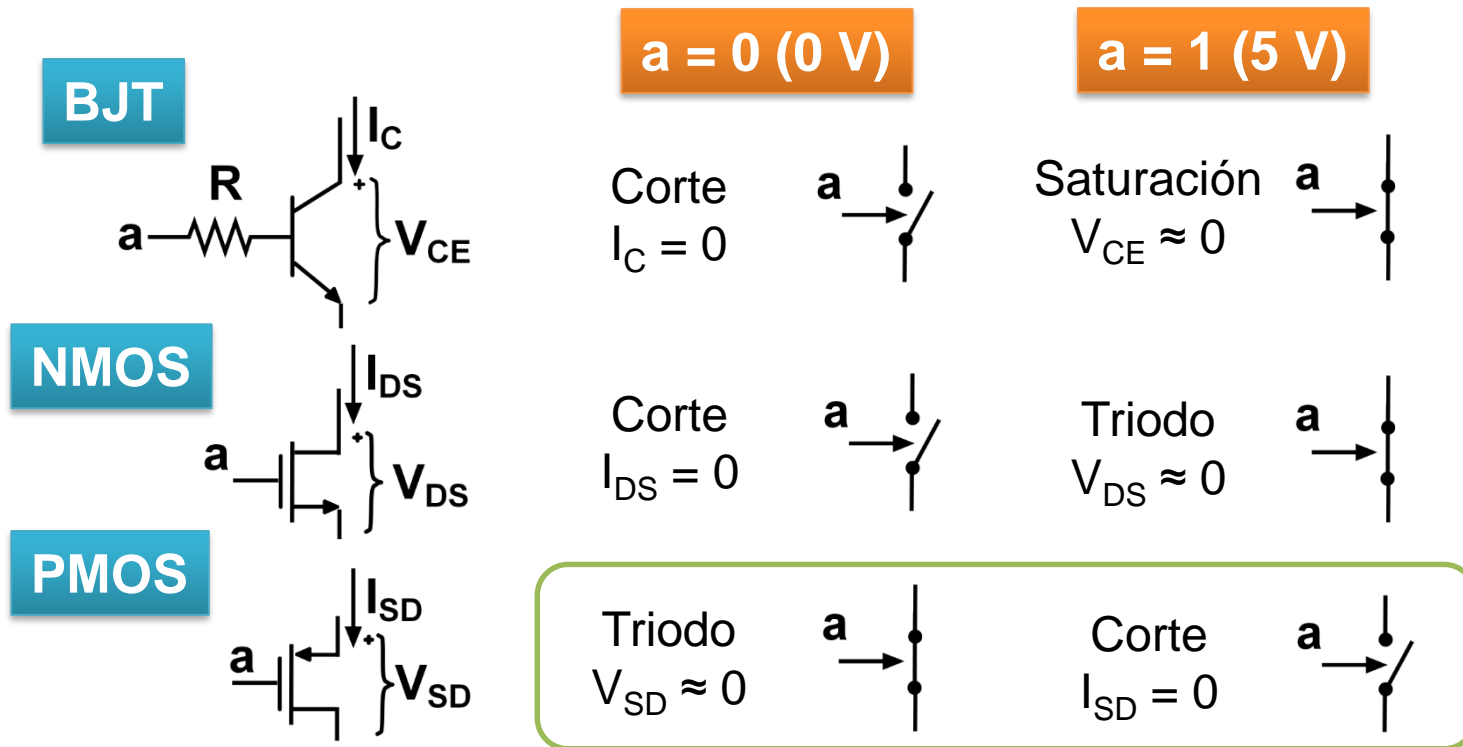 a = 0 (0 V)
a = 1 (5 V)
BJT
I_C
R
a
+
V_CE
Corte
I_C = 0
a
Saturación
V_CE ≈ 0
a
NMOS
I_DS
a
+
V_DS
Corte
I_DS = 0
a
Triodo
V_DS ≈ 0
a
PMOS
I_SD
a
+
V_SD
Triodo
V_SD ≈ 0
a
Corte
I_SD = 0
a